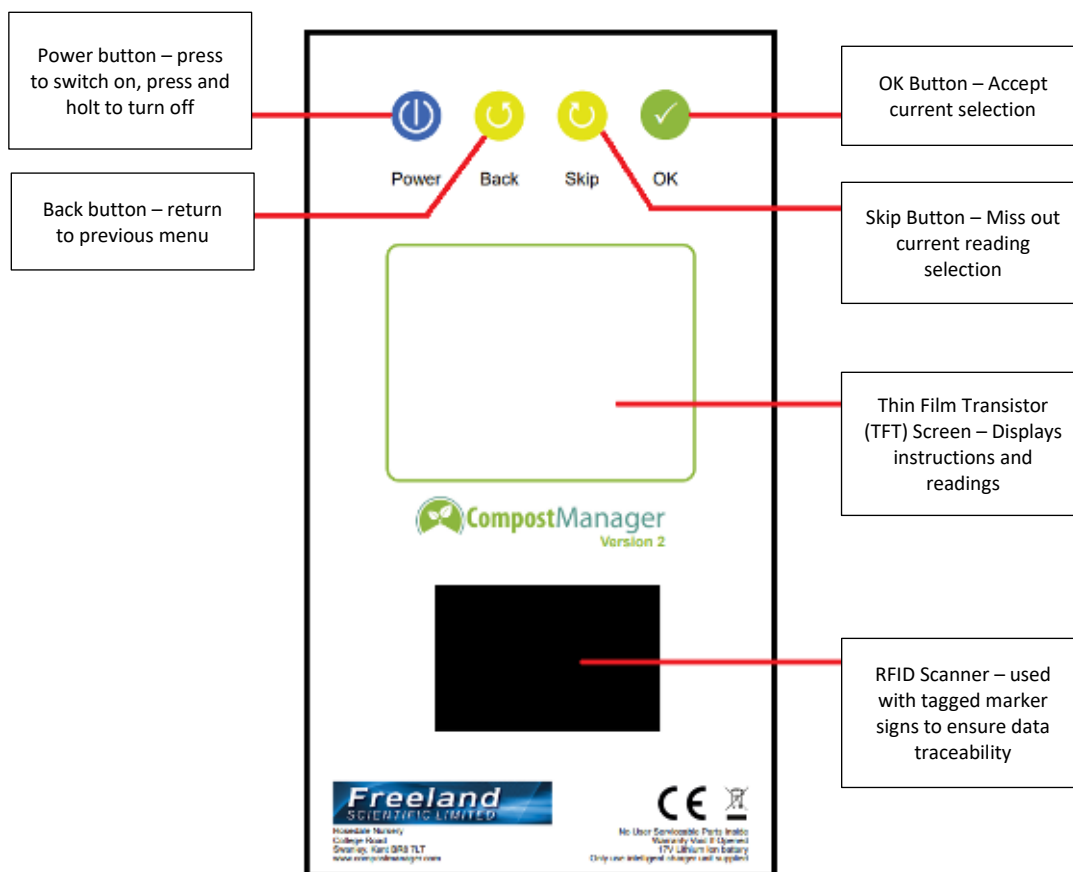 Power button – press
to switch on, press and
holt to turn off
Back button – return
to previous menu
OK Button – Accept
current selection
Skip Button – Miss out
current reading
selection
Thin Film Transistor
(TFT) Screen – Displays
instructions and
readings
RFID Scanner – used
with tagged marker
signs to ensure data
traceability
Power Back Skip OK
CompostManager
Version 2
Freeland
SCIENTIFIC LIMITED
Rosedale Nursery
College Road
Swanley, Kent BR8 7LT
www.compostmanager.com
CE
No User Serviceable Parts Inside
Warranty Void If Opened
17V Lithium Ion battery
Only use intelligent charger unit supplied